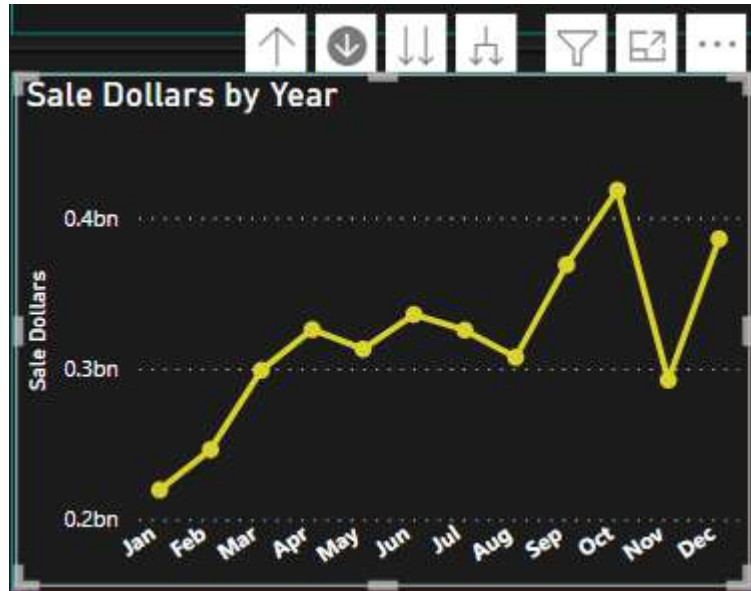 Sale Dollars by Year
0.4bn
0.3bn
0.2bn
Sale Dollars
Jan Feb Mar Apr May Jun Jul Aug Sep Oct Nov Dec